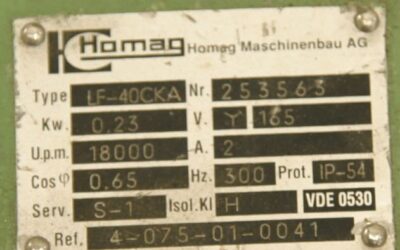 Homag Homag Maschinenbau AG
Type LF-40CKA Nr. 253563
Kw. 0.23 V. Y 165
U.p.m. 18000 A. 2
Cos φ 0.65 Hz. 300 Prot. IP-54
Serv. S-1 Isol.Kl H VDE 0530
Ref. 4-075-01-0041